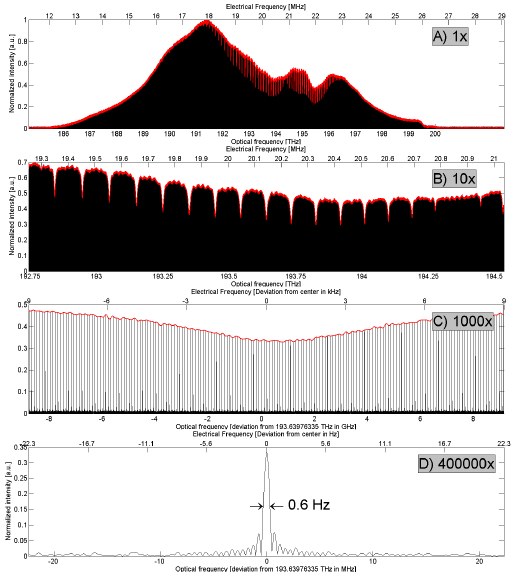 Electrical Frequency [MHz]
12 13 14 15 16 17 18 19 20 21 22 23 24 25 26 27 28 29
1
0.8
0.6
0.4
0.2
0
Normalized intensity [a.u.]
A) 1x
186 187 188 189 190 191 192 193 194 195 196 197 198 199 200
Optical frequency [THz]
Electrical Frequency [MHz]
19.3 19.4 19.5 19.6 19.7 19.8 19.9 20 20.1 20.2 20.3 20.4 20.5 20.6 20.7 20.8 20.9 21
0.7
0.6
0.5
0.4
0.3
0.2
0.1
0
Normalized intensity [a.u.]
B) 10x
192.75 193 193.25 193.5 193.75 194 194.25 194.5
Optical frequency [THz]
Electrical Frequency [Deviation from center in kHz]
-9 -6 -3 0 3 6 9
0.5
0.4
0.3
0.2
0.1
0
Normalized intensity [a.u.]
C) 1000x
-8 -6 -4 -2 0 2 4 6 8
Optical frequency [deviation from 193.63976335 THz in GHz]
Electrical Frequency [Deviation from center in Hz]
-22.3 -16.7 -11.1 -5.6 0 5.6 11.1 16.7 22.3
0.35
0.3
0.25
0.2
0.15
0.1
0.05
0
Normalized intensity [a.u.]
D) 400000x
0.6 Hz
-20 -10 0 10 20
Optical frequency [deviation from 193.63976335 THz in MHz]